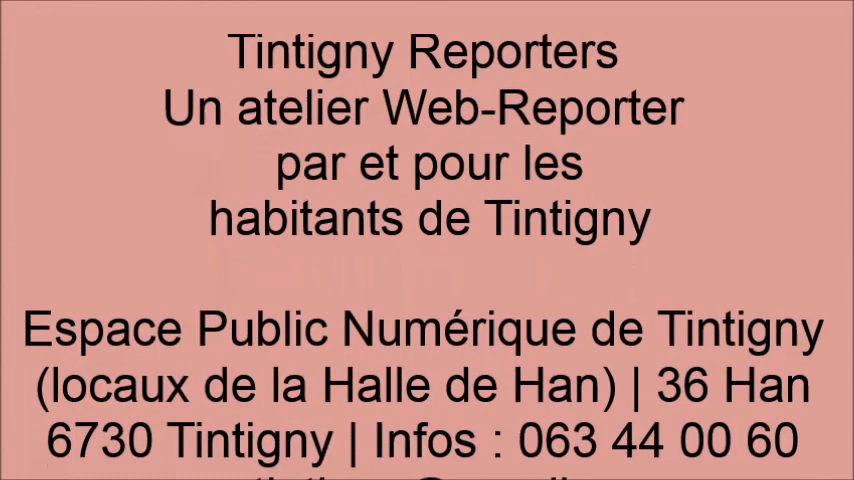 Tintigny Reporters
Un atelier Web-Reporter
par et pour les
habitants de Tintigny
Espace Public Numérique de Tintigny
(locaux de la Halle de Han) | 36 Han
6730 Tintigny | Infos : 063 44 00 60